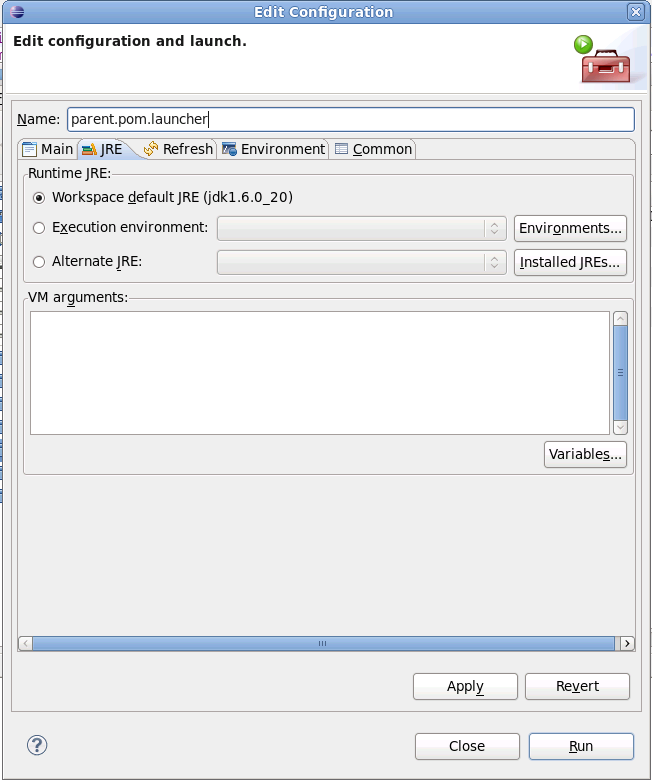 Edit Configuration
Edit configuration and launch.
Name: parent.pom.launcher
Main JRE Refresh Environment Common
Runtime JRE:
Workspace default JRE (jdk1.6.0_20)
Execution environment: Environments...
Alternate JRE: Installed JREs...
VM arguments:
Variables...
Apply Revert
? Close Run